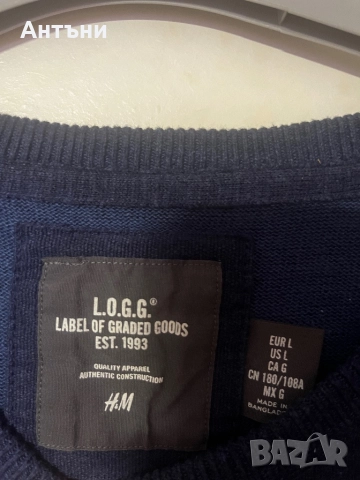 Антъни
L.O.G.G.®
LABEL OF GRADED GOODS
EST. 1993
QUALITY APPAREL
AUTHENTIC CONSTRUCTION
H&M
EUR L
US L
CA G
CN 180/108A
MX G
MADE IN
BANGLADESH
BAZAR